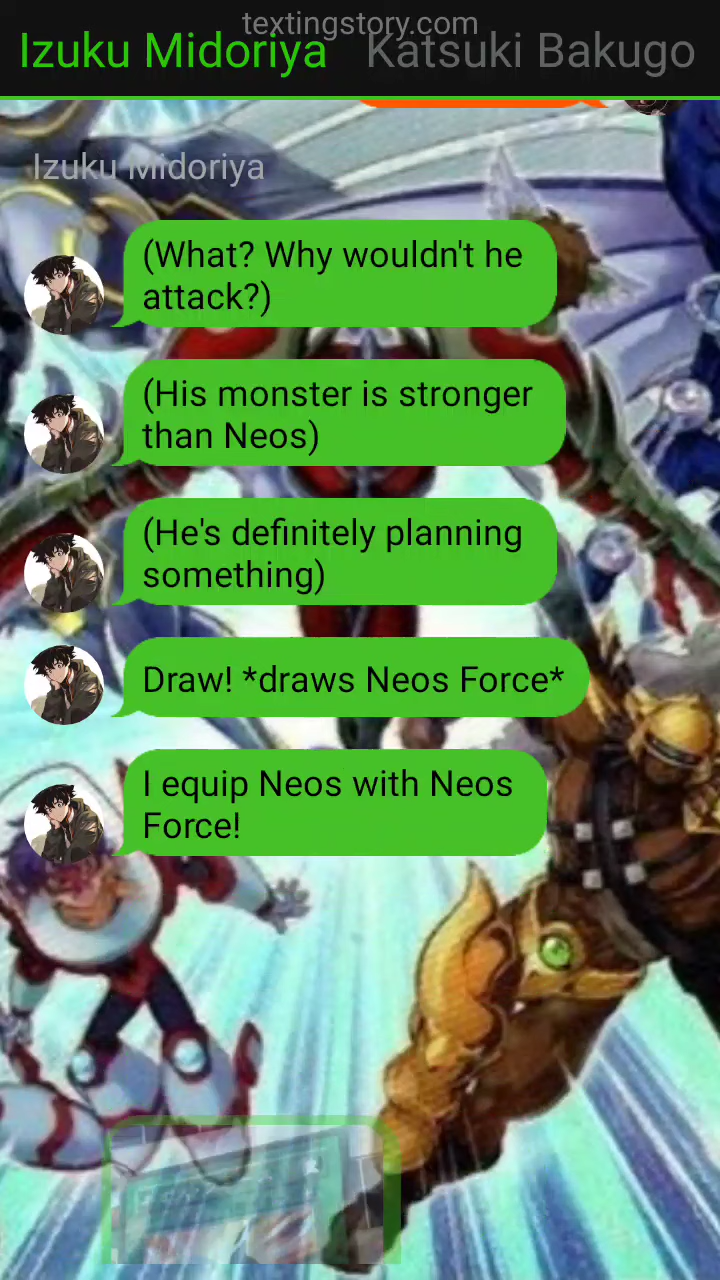 textingstory.com
Izuku Midoriya Katsuki Bakugo
Izuku Midoriya
(What? Why wouldn't he
attack?)
(His monster is stronger
than Neos)
(He's definitely planning
something)
Draw! *draws Neos Force*
I equip Neos with Neos
Force!